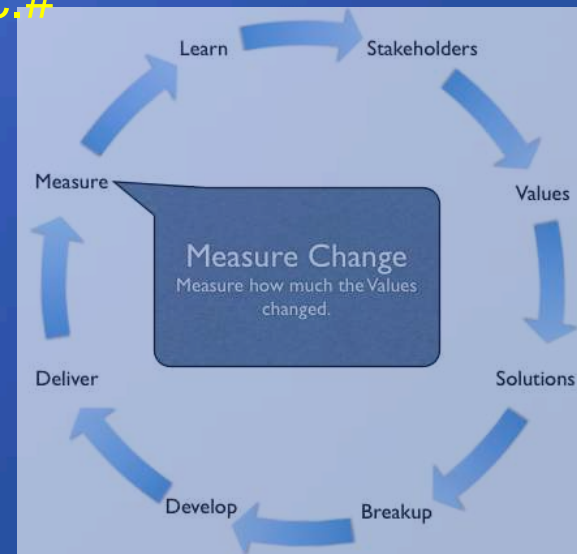 c.#
Learn
Stakeholders
Measure
Values
Measure Change
Measure how much the Values
changed.
Deliver
Solutions
Develop
Breakup